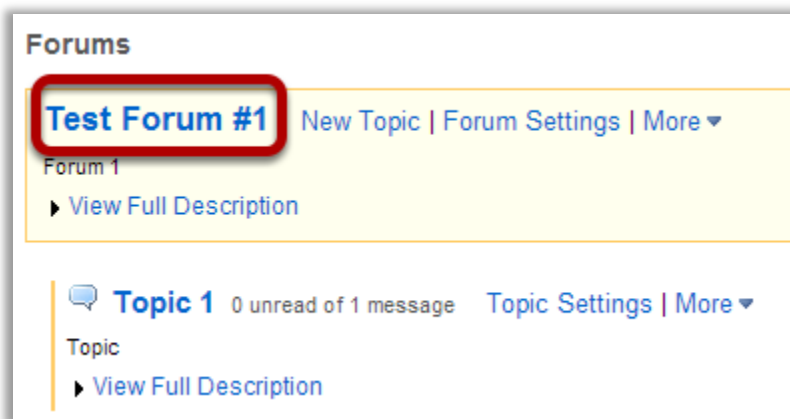 Forums
Test Forum #1 New Topic | Forum Settings | More
Forum 1
View Full Description
Topic 1 0 unread of 1 message Topic Settings | More
Topic
View Full Description